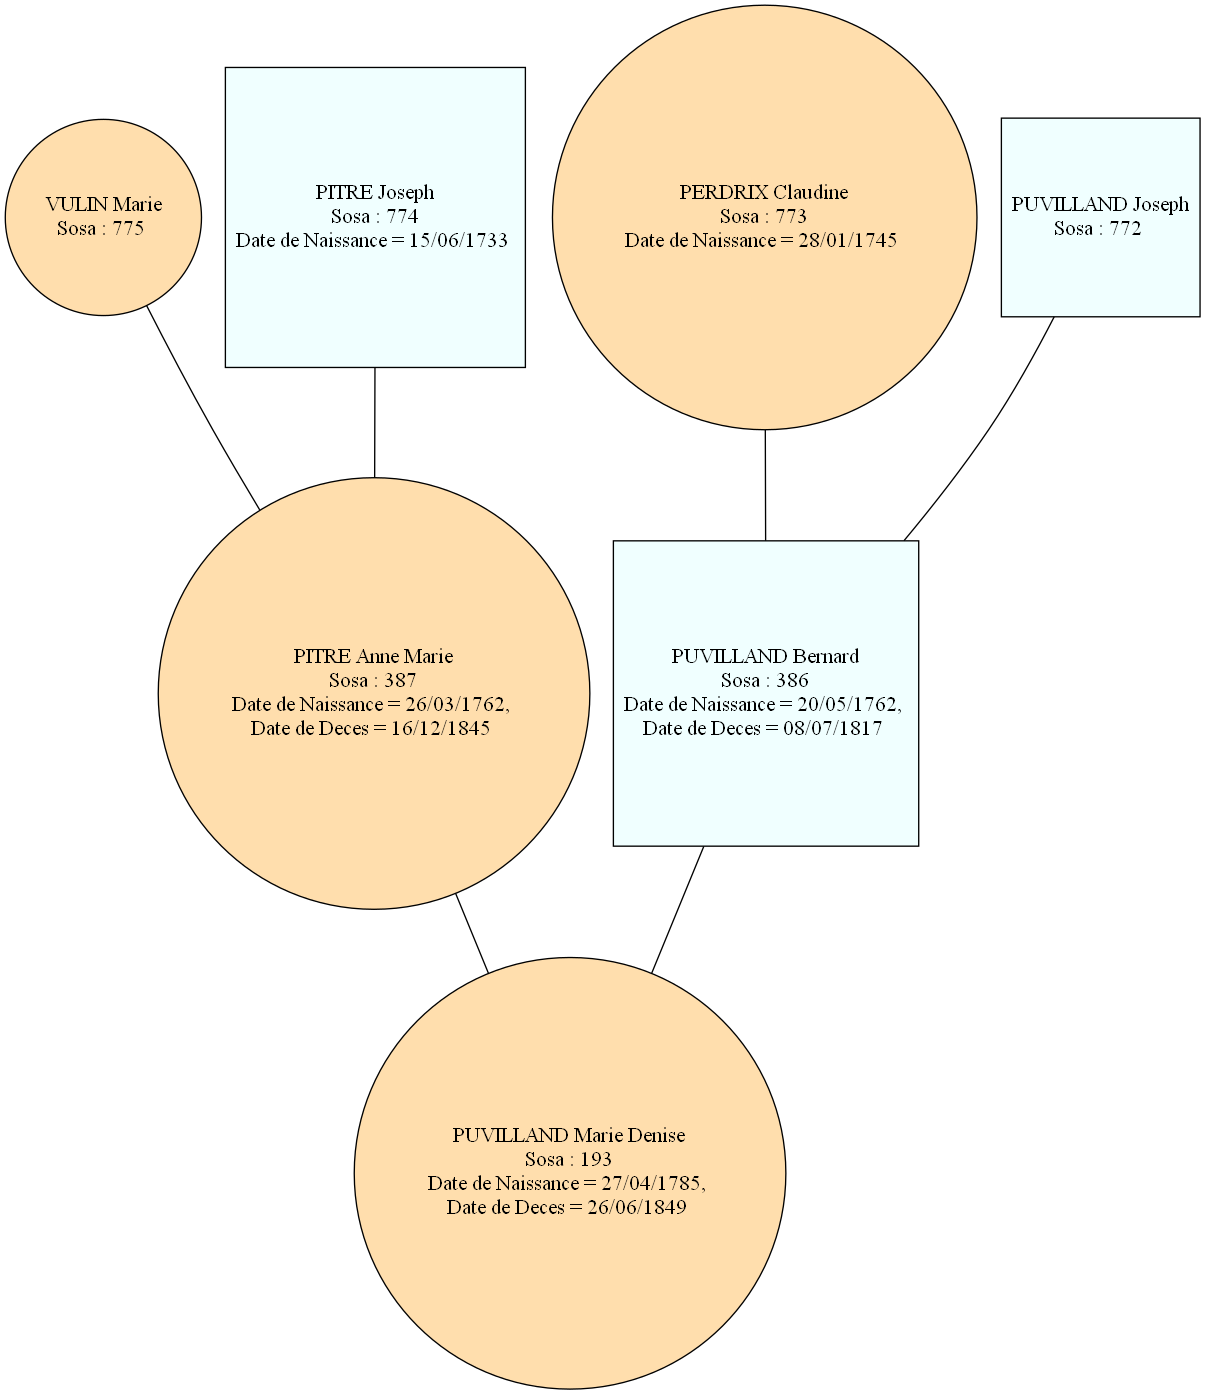 VULIN Marie
Sosa : 775
PITRE Joseph
Sosa : 774
Date de Naissance = 15/06/1733
PERDRIX Claudine
Sosa : 773
Date de Naissance = 28/01/1745
PUVILLAND Joseph
Sosa : 772
PITRE Anne Marie
Sosa : 387
Date de Naissance = 26/03/1762,
Date de Deces = 16/12/1845
PUVILLAND Bernard
Sosa : 386
Date de Naissance = 20/05/1762,
Date de Deces = 08/07/1817
PUVILLAND Marie Denise
Sosa : 193
Date de Naissance = 27/04/1785,
Date de Deces = 26/06/1849